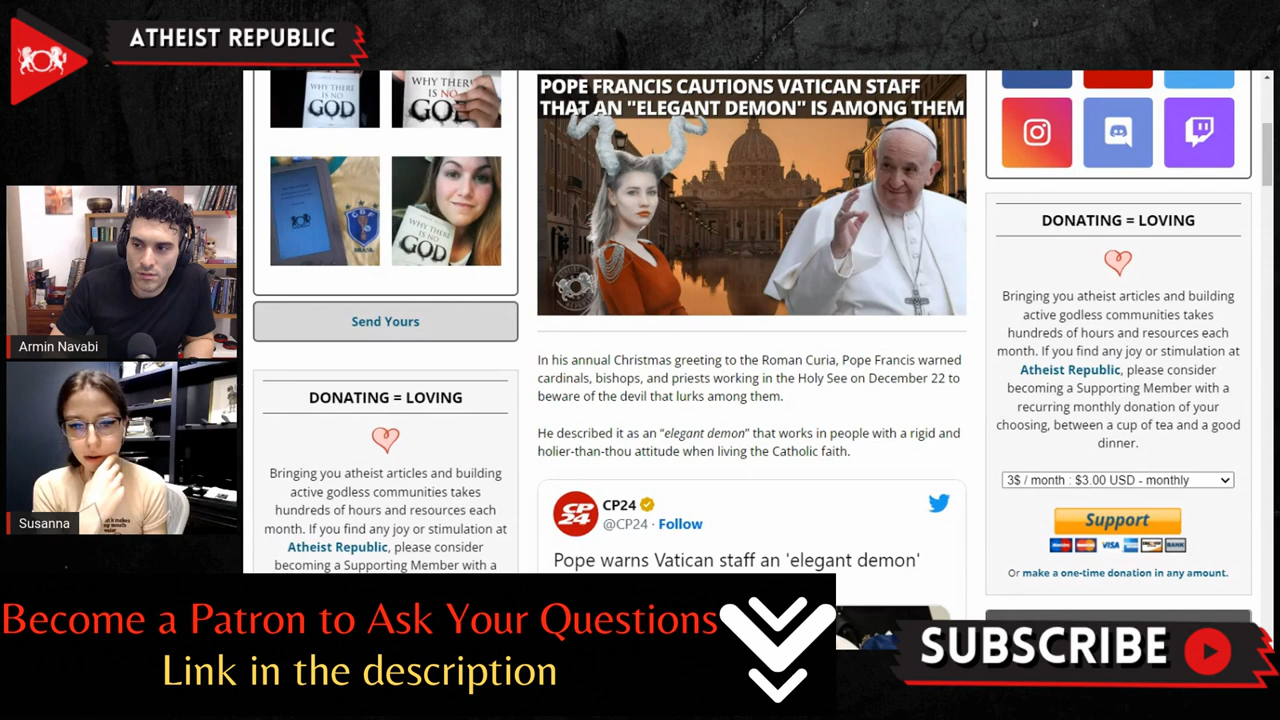 ATHEIST REPUBLIC
WHY THERE
IS NO
GOD
WHY THERE
IS NO
GOD
WHY THERE
GOD
CBF
BRASIL
Send Yours
DONATING = LOVING
Bringing you atheist articles and building
active godless communities takes
hundreds of hours and resources each
month. If you find any joy or stimulation at
Atheist Republic, please consider
becoming a Supporting Member with a
POPE FRANCIS CAUTIONS VATICAN STAFF
THAT AN "ELEGANT DEMON" IS AMONG THEM
In his annual Christmas greeting to the Roman Curia, Pope Francis warned
cardinals, bishops, and priests working in the Holy See on December 22 to
beware of the devil that lurks among them.
He described it as an “elegant demon” that works in people with a rigid and
holier-than-thou attitude when living the Catholic faith.
CP24
CP24
@CP24 · Follow
Pope warns Vatican staff an 'elegant demon'
DONATING = LOVING
Bringing you atheist articles and building
active godless communities takes
hundreds of hours and resources each
month. If you find any joy or stimulation at
Atheist Republic, please consider
becoming a Supporting Member with a
recurring monthly donation of your
choosing, between a cup of tea and a good
dinner.
3$ / month : $3.00 USD - monthly
Support
VISA
DISCOVER
BANK
Or make a one-time donation in any amount.
Armin Navabi
Susanna
Become a Patron to Ask Your Questions
Link in the description
SUBSCRIBE